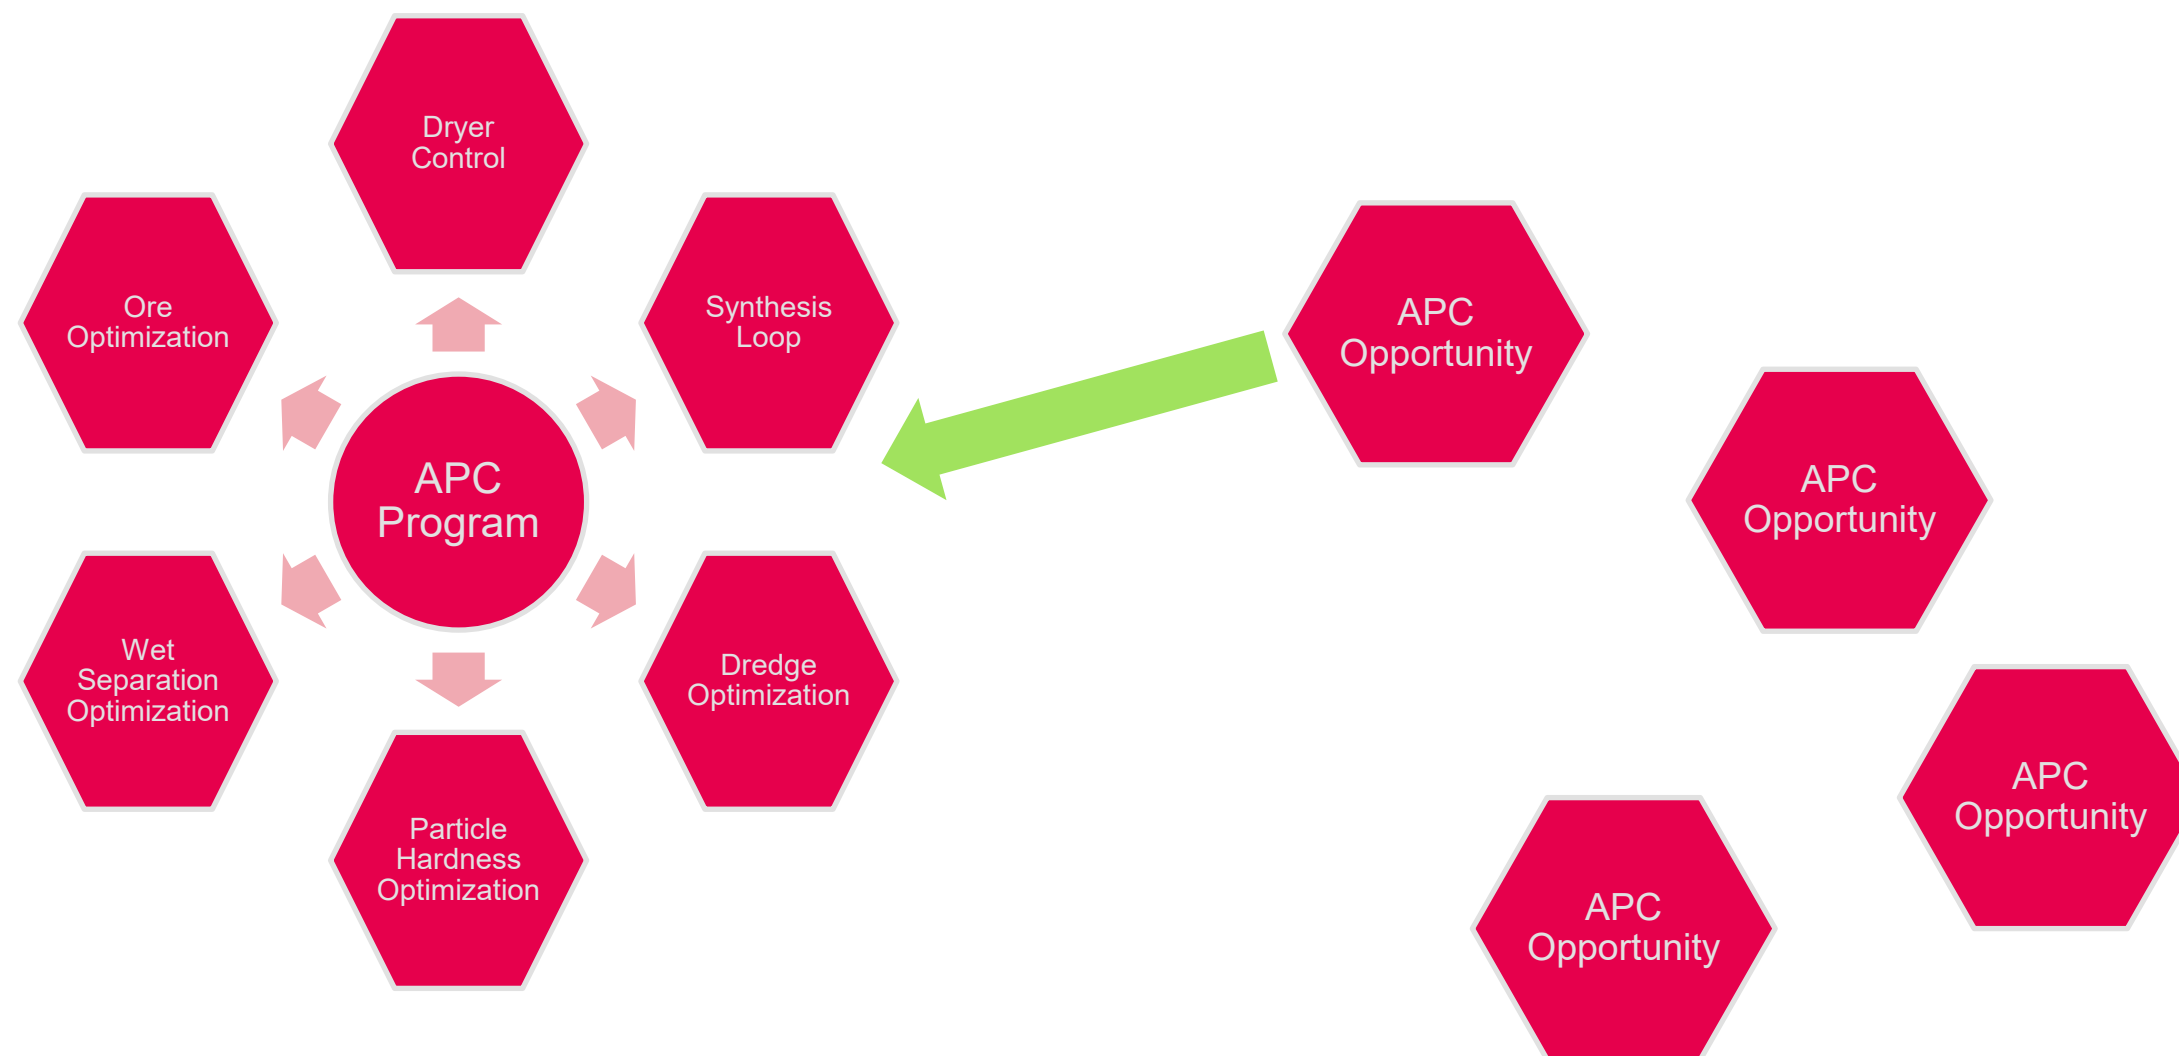 Dryer
Control
Ore
Optimization
Synthesis
Loop
APC
Program
Wet
Separation
Optimization
Dredge
Optimization
Particle
Hardness
Optimization
APC
Opportunity
APC
Opportunity
APC
Opportunity
APC
Opportunity